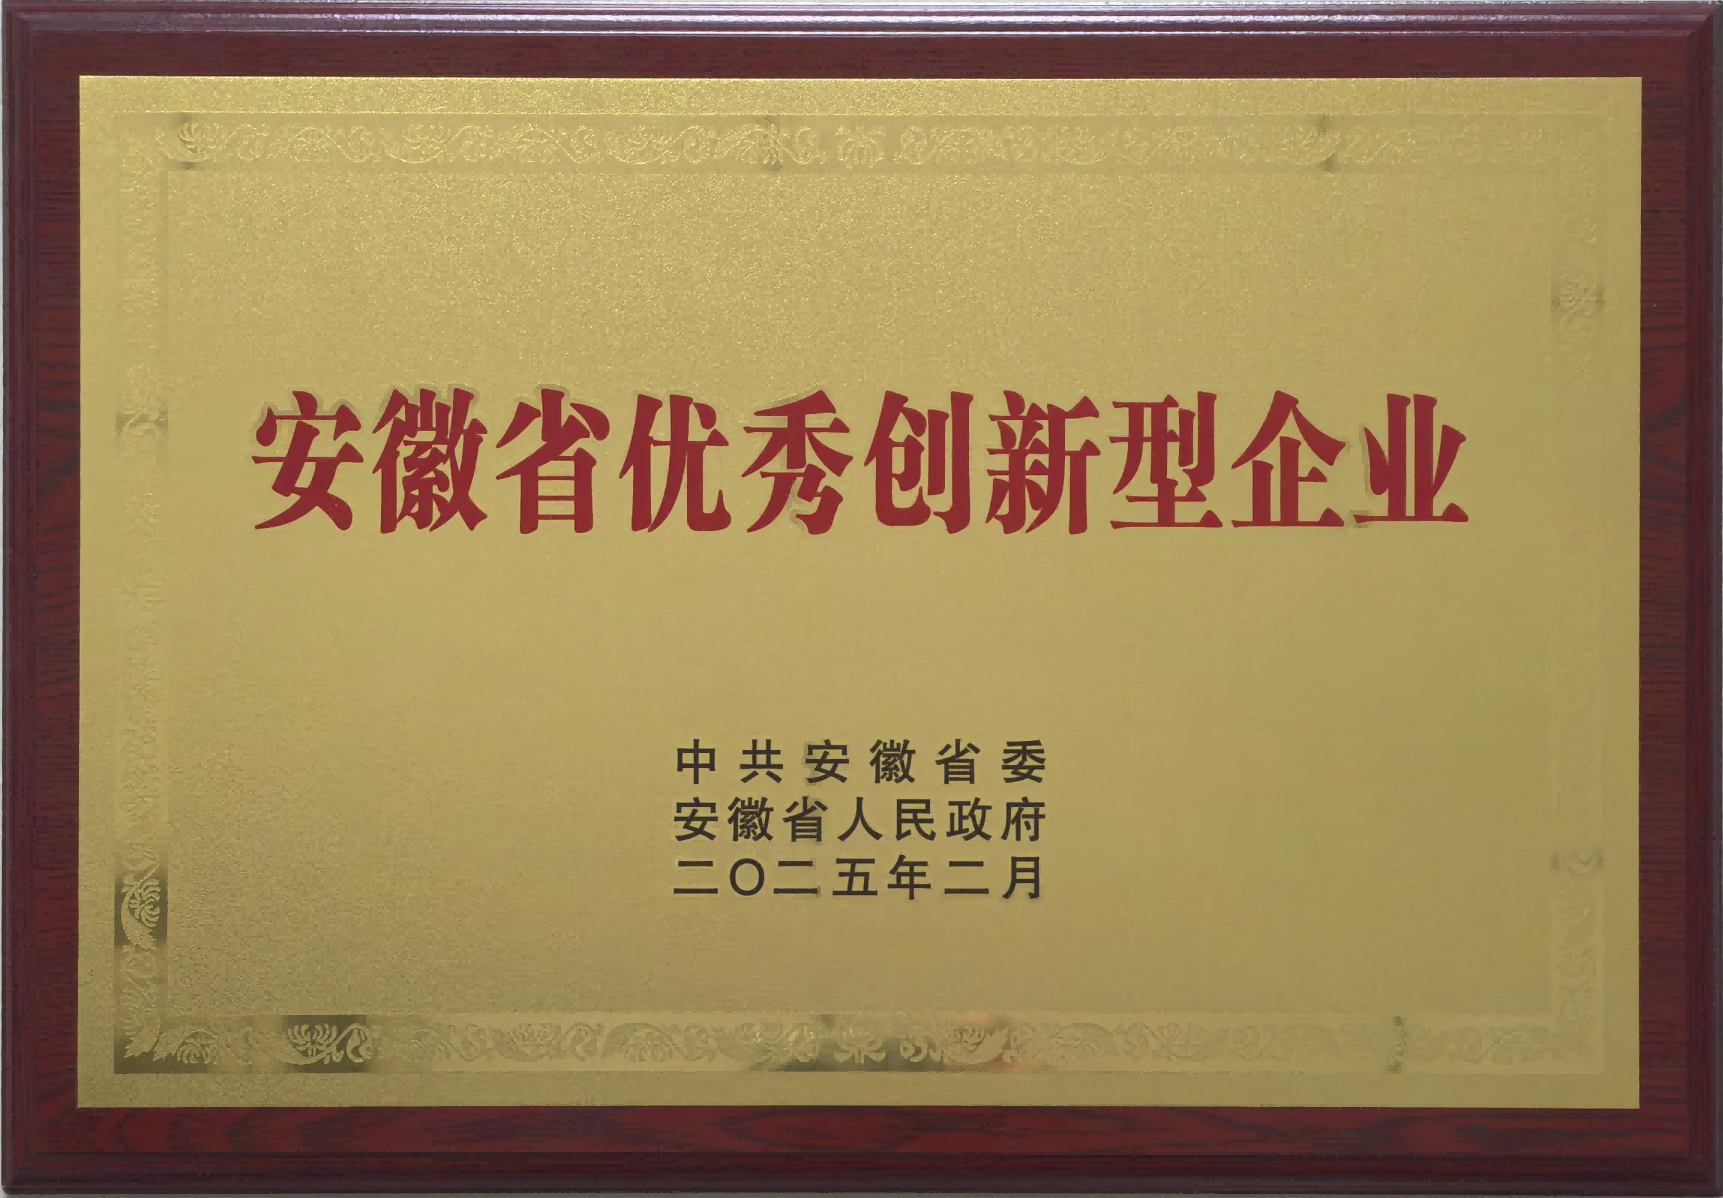 安徽省优秀创新型企业
中共安徽省委
安徽省人民政府
二〇二五年二月